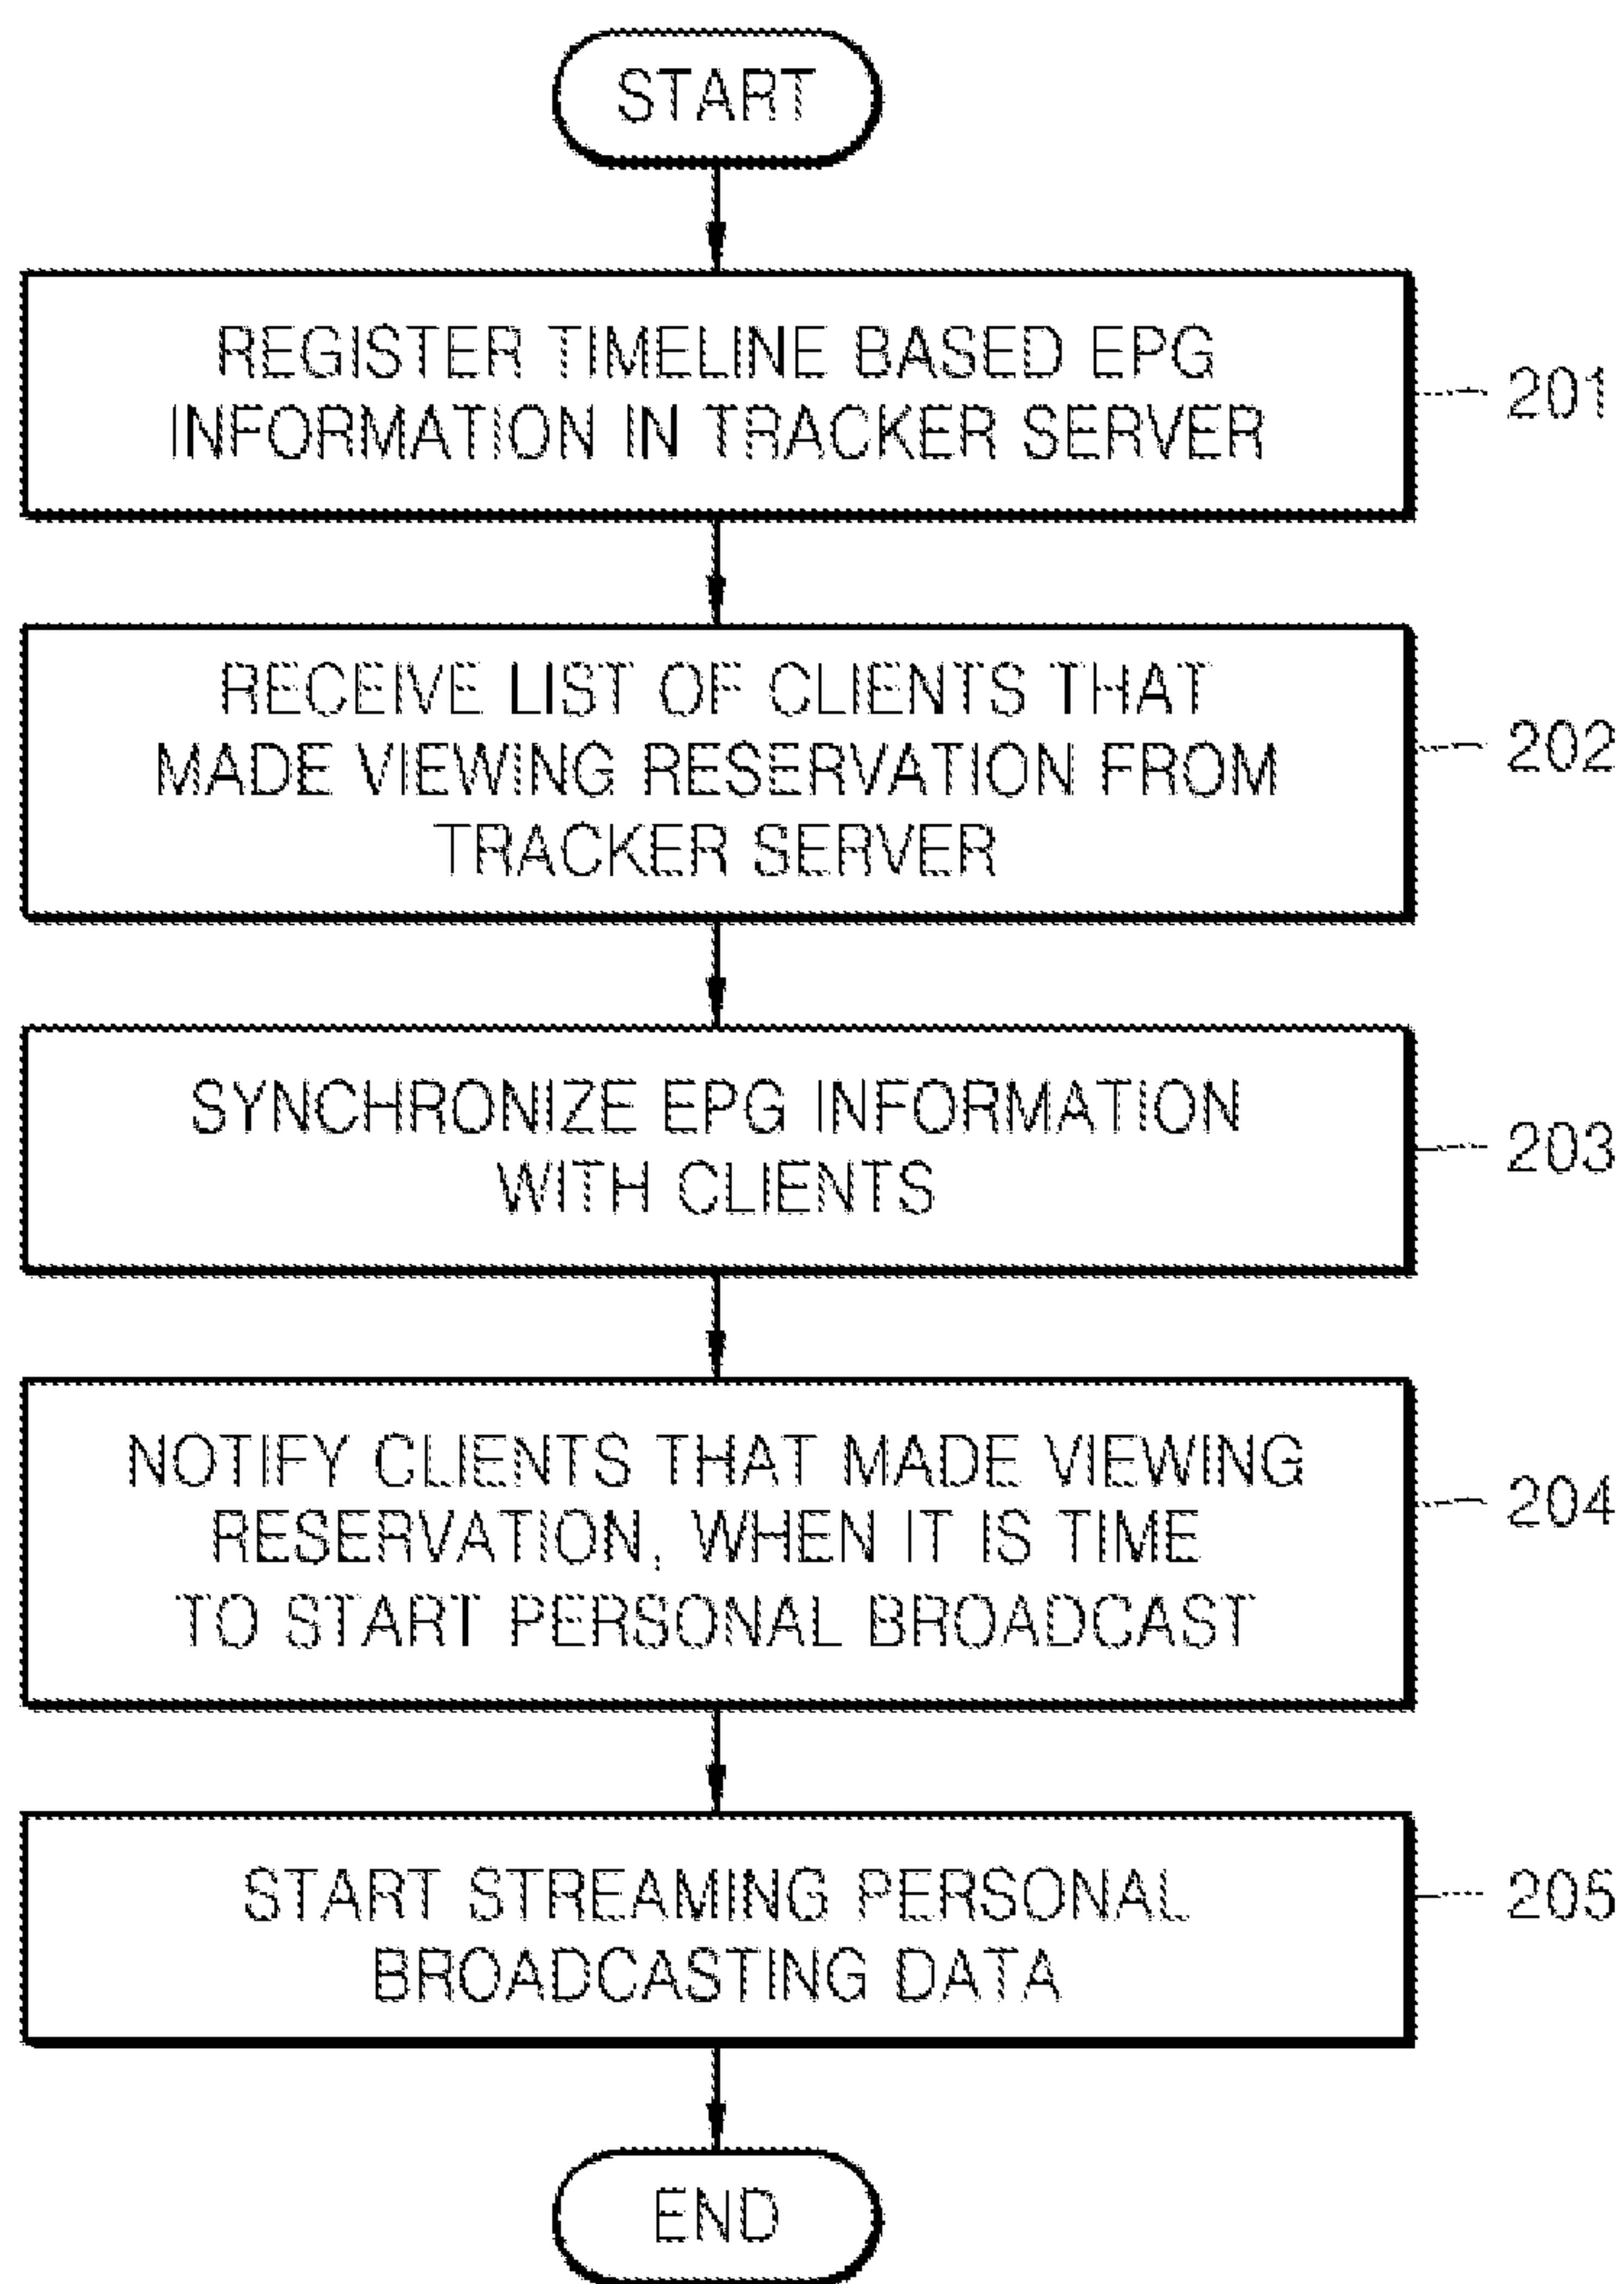 START
REGISTER TIMELINE BASED EPG
INFORMATION IN TRACKER SERVER
201
RECEIVE LIST OF CLIENTS THAT
MADE VIEWING RESERVATION FROM
TRACKER SERVER
202
SYNCHRONIZE EPG INFORMATION
WITH CLIENTS
203
NOTIFY CLIENTS THAT MADE VIEWING
RESERVATION, WHEN IT IS TIME
TO START PERSONAL BROADCAST
204
START STREAMING PERSONAL
BROADCASTING DATA
205
END